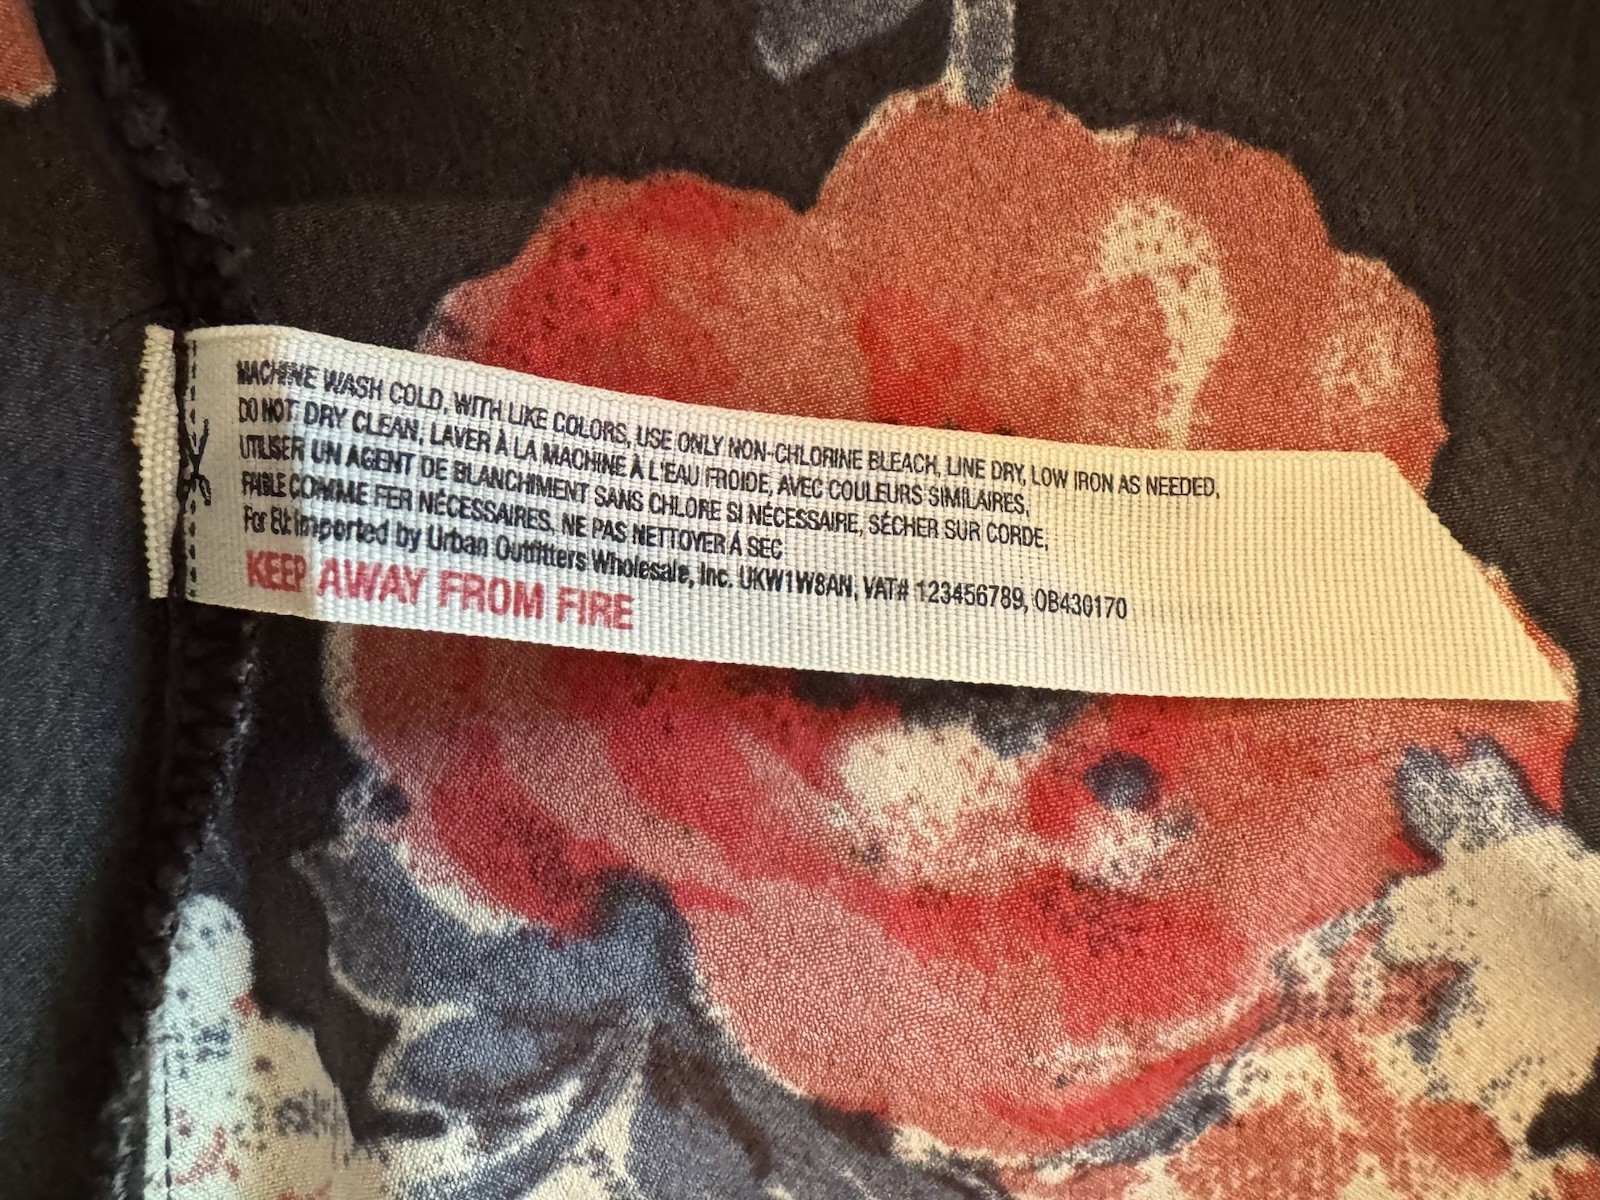 MACHINE WASH COLD, WITH LIKE COLORS, USE ONLY NON-CHLORINE BLEACH, LINE DRY, LOW IRON AS NEEDED,
DO NOT DRY CLEAN, LAVER À LA MACHINE À L'EAU FROIDE, AVEC COULEURS SIMILAIRES,
UTILISER UN AGENT DE BLANCHIMENT SANS CHLORE SI NÉCESSAIRE, SÉCHER SUR CORDE,
FAIBLE COMME FER NÉCESSAIRES, NE PAS NETTOYER À SEC
For EU: Imported by Urban Outfitters Wholesale, Inc. UKW1W8AN, VAT# 123456789, OB430170
KEEP AWAY FROM FIRE